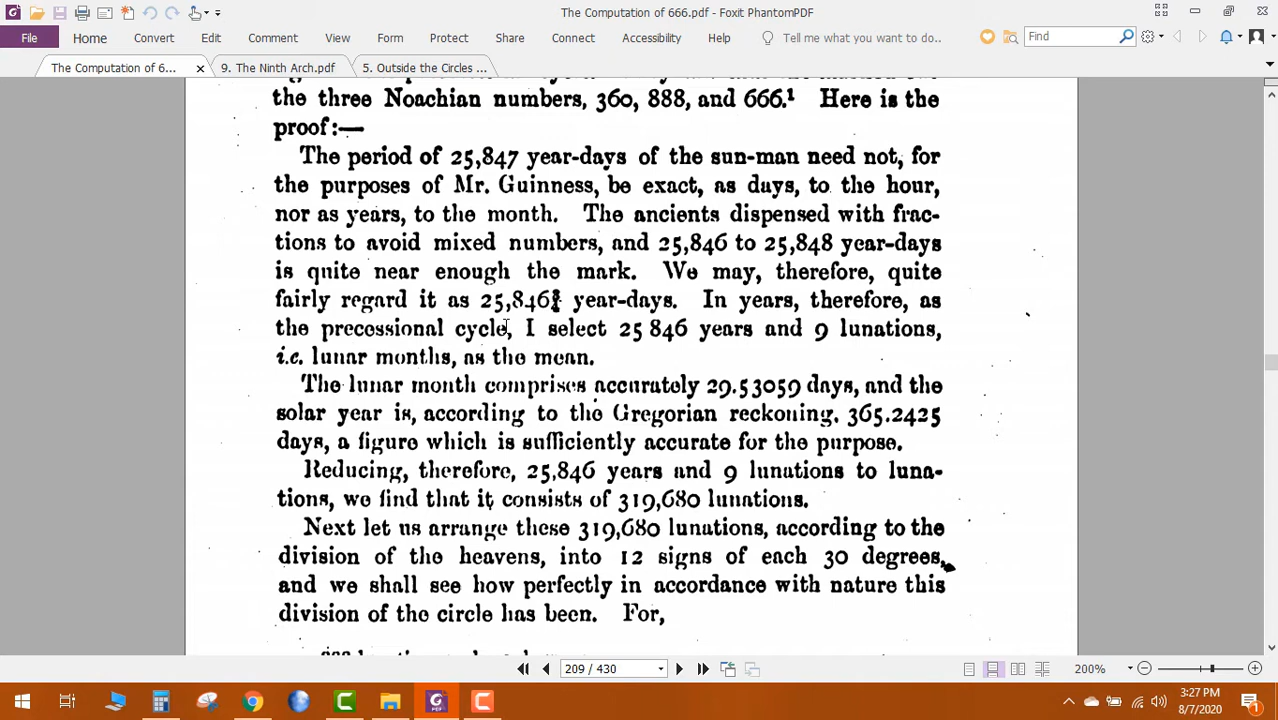 The Computation of 666.pdf - Foxit PhantomPDF
File Home Convert Edit Comment View Form Protect Share Connect Accessibility Help Tell me what you want to do.. Find
The Computation of 6... 9. The Ninth Arch.pdf 5. Outside the Circles ...
the three Noachian numbers, 360, 888, and 666.¹ Here is the
proof:—
The period of 25,847 year-days of the sun-man need not, for
the purposes of Mr. Guinness, be exact, as days, to the hour,
nor as years, to the month. The ancients dispensed with frac-
tions to avoid mixed numbers, and 25,846 to 25,848 year-days
is quite near enough the mark. We may, therefore, quite
fairly regard it as 25,846 year-days. In years, therefore, as
the precessional cycle, I select 25 846 years and 9 lunations,
i.e. lunar months, as the mean.
The lunar month comprises accurately 29.53059 days, and the
solar year is, according to the Gregorian reckoning. 365.2425
days, a figure which is sufficiently accurate for the purpose.
Reducing, therefore, 25,846 years and 9 lunations to luna-
tions, we find that it consists of 319,680 lunations.
Next let us arrange these 319,680 lunations, according to the
division of the heavens, into 12 signs of each 30 degrees,
and we shall see how perfectly in accordance with nature this
division of the circle has been. For,
209 / 430
200%
3:27 PM
8/7/2020